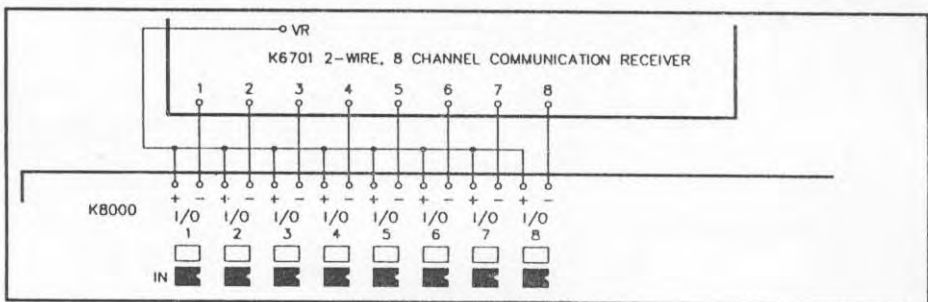 VR
K6701 2-WIRE, 8 CHANNEL COMMUNICATION RECEIVER
1 2 3 4 5 6 7 8
+ - + - + - + - + - + - + - + -
K8000
I/O I/O I/O I/O I/O I/O I/O I/O
1 2 3 4 5 6 7 8
IN